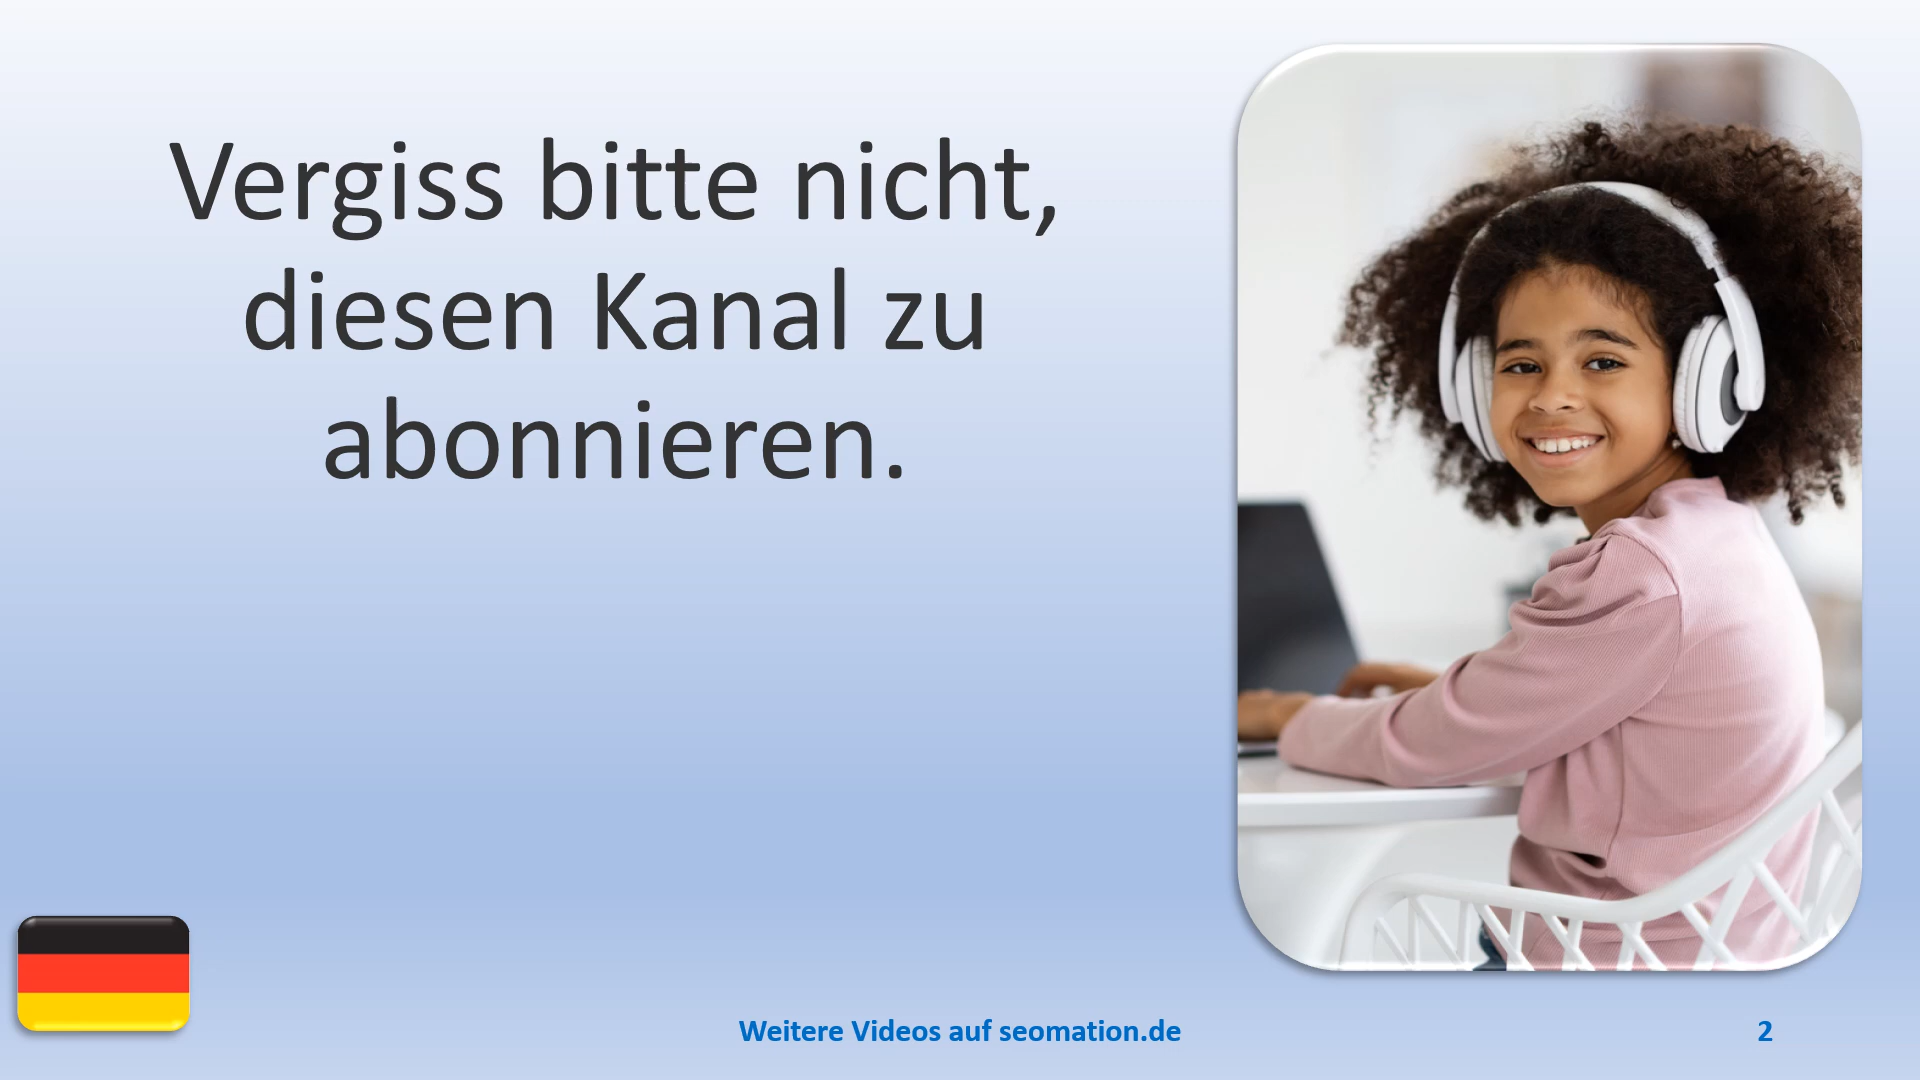 Vergiss bitte nicht,
diesen Kanal zu
abonnieren.
Weitere Videos auf seomation.de
2